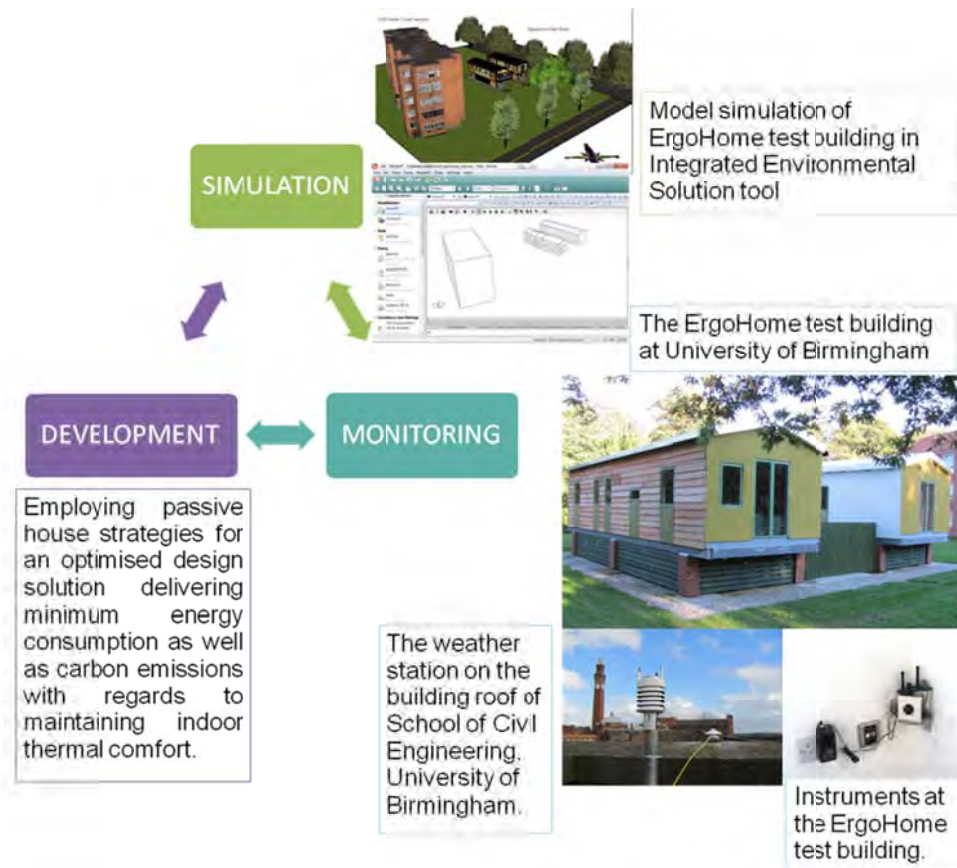 SIMULATION
Model simulation of
ErgoHome test building in
Integrated Environmental
Solution tool
The ErgoHome test building
at University of Birmingham
DEVELOPMENT
MONITORING
Employing passive
house strategies for
an optimised design
solution delivering
minimum energy
consumption as well
as carbon emissions
with regards to
maintaining indoor
thermal comfort.
The weather
station on the
building roof of
School of Civil
Engineering,
University of
Birmingham.
Instruments at
the ErgoHome
test building.